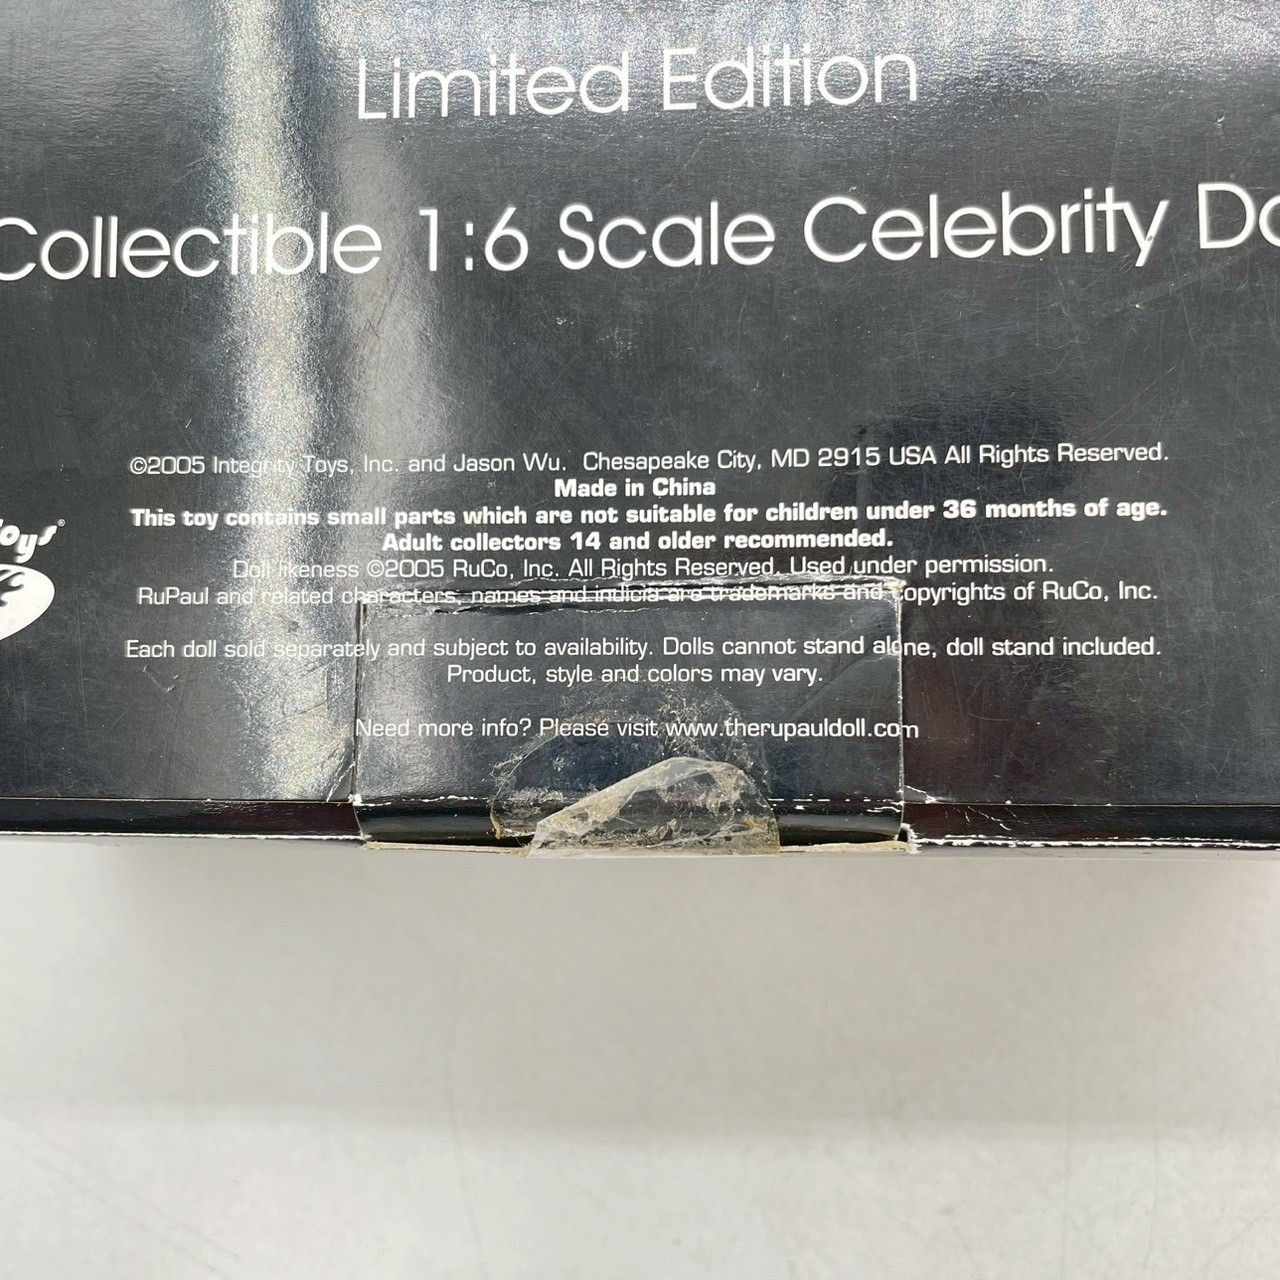 Limited Edition
Collectible 1:6 Scale Celebrity Do
©2005 Integrity Toys, Inc. and Jason Wu. Chesapeake City, MD 2915 USA All Rights Reserved.
Made in China
This toy contains small parts which are not suitable for children under 36 months of age.
Adult collectors 14 and older recommended.
Doll likeness ©2005 RuCo, Inc. All Rights Reserved. Used under permission.
RuPaul and related characters, names and indicia are trademarks and copyrights of RuCo, Inc.
Each doll sold separately and subject to availability. Dolls cannot stand alone, doll stand included.
Product, style and colors may vary.
Need more info? Please visit www.therupauldoll.com
oys®